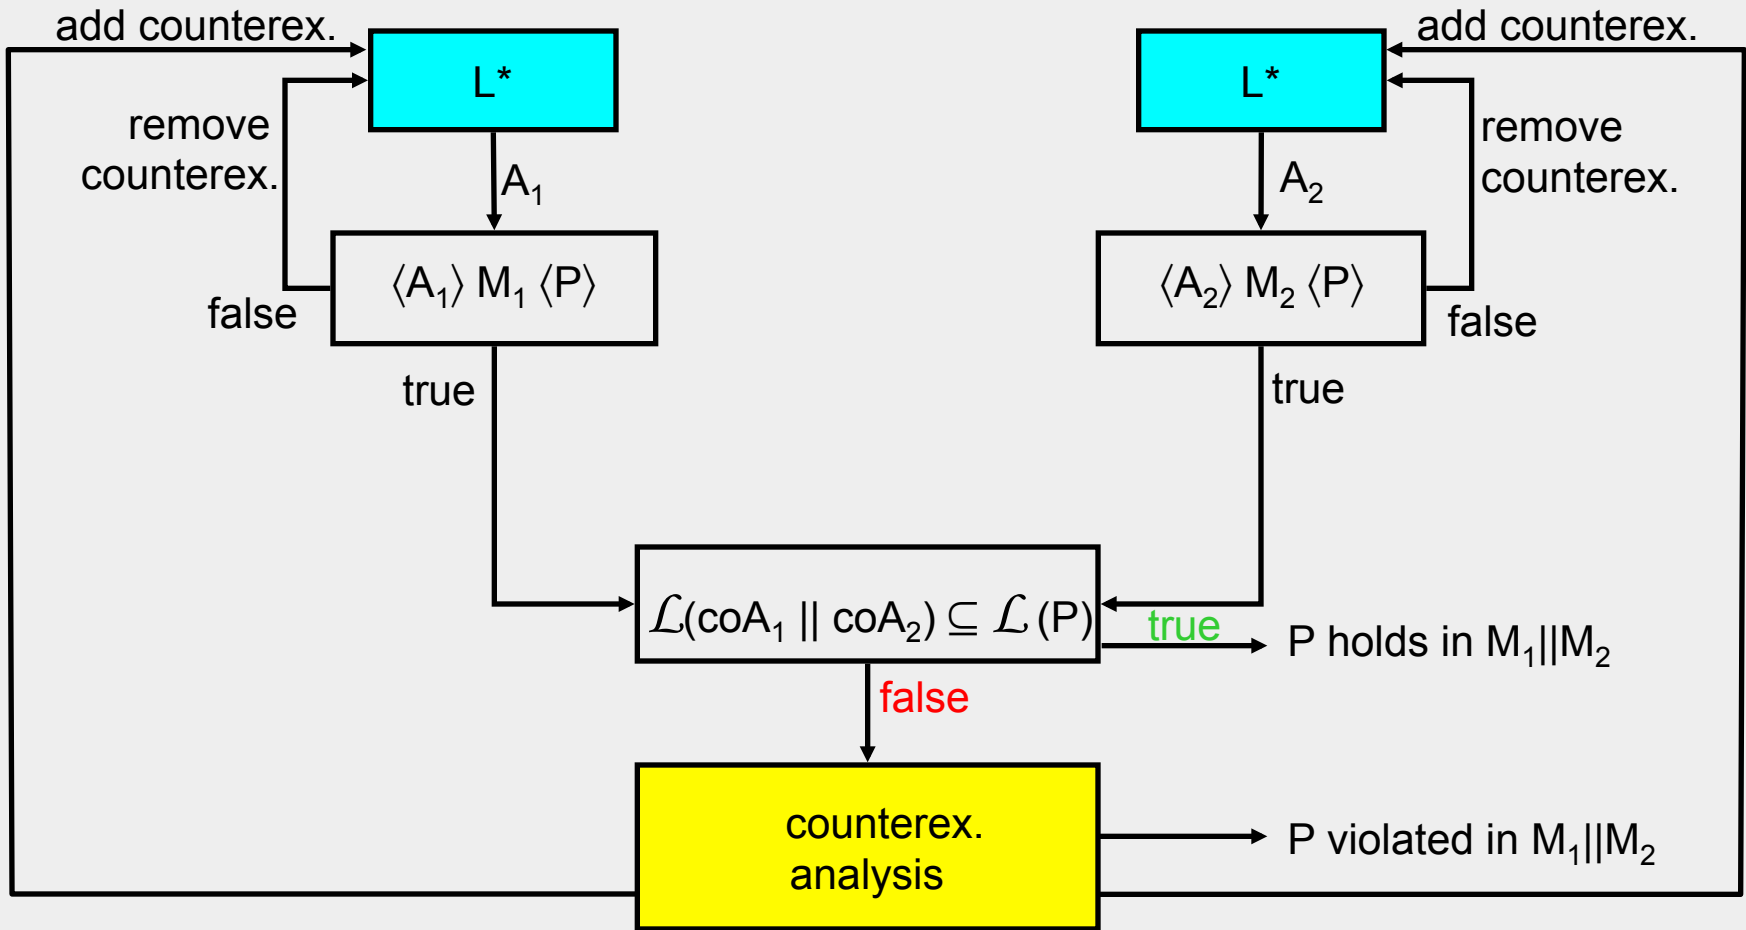 add counterex.
L*
L*
add counterex.
remove
counterex.
remove
counterex.
A₁
A₂
⟨A₁⟩ M₁ ⟨P⟩
⟨A₂⟩ M₂ ⟨P⟩
false
false
true
true
ℒ(coA₁ || coA₂) ⊆ ℒ (P)
true
P holds in M₁||M₂
false
counterex.
analysis
P violated in M₁||M₂